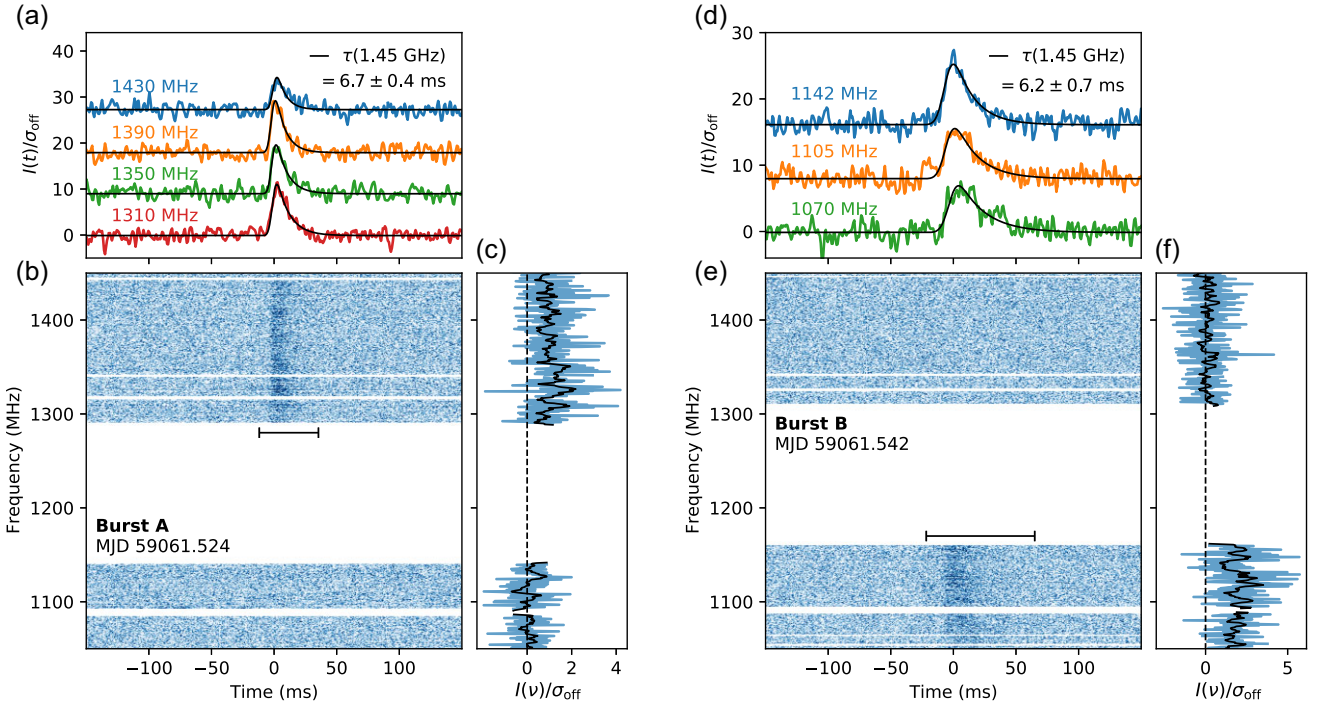 (a)
I(t)/σoff
40
30
20
10
0
τ(1.45 GHz)
= 6.7 ± 0.4 ms
1430 MHz
1390 MHz
1350 MHz
1310 MHz
(b)
Frequency (MHz)
1400
1300
1200
1100
Burst A
MJD 59061.524
−100
−50
0
50
100
Time (ms)
(c)
0
2
4
I(ν)/σoff
(d)
I(t)/σoff
30
20
10
0
τ(1.45 GHz)
= 6.2 ± 0.7 ms
1142 MHz
1105 MHz
1070 MHz
(e)
Frequency (MHz)
1400
1300
1200
1100
Burst B
MJD 59061.542
−100
−50
0
50
100
Time (ms)
(f)
0
5
I(ν)/σoff